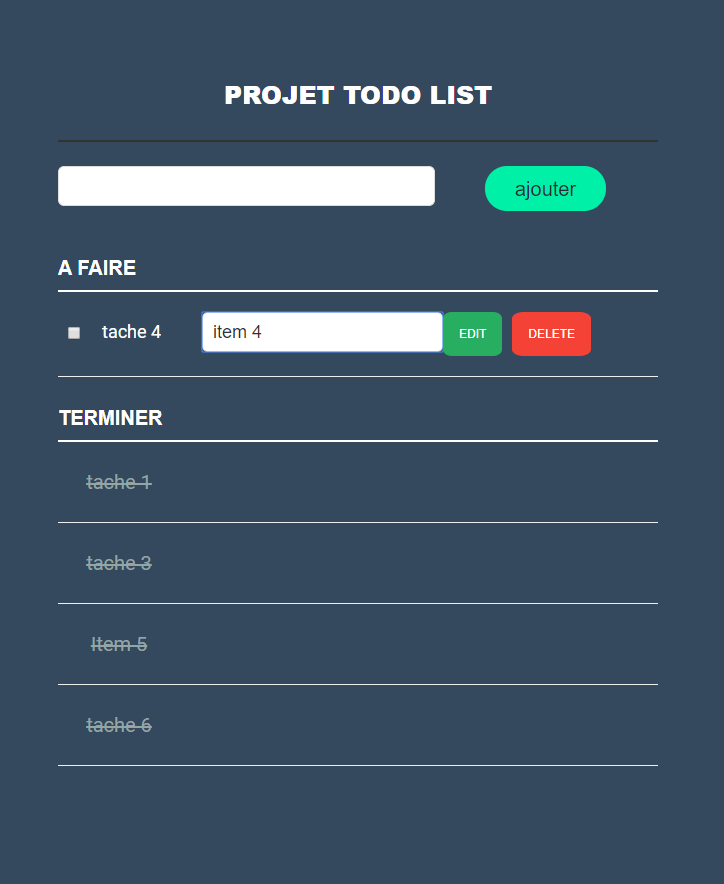 PROJET TODO LIST
ajouter
A FAIRE
tache 4 item 4 EDIT DELETE
TERMINER
tache 1
tache 3
Item 5
tache 6